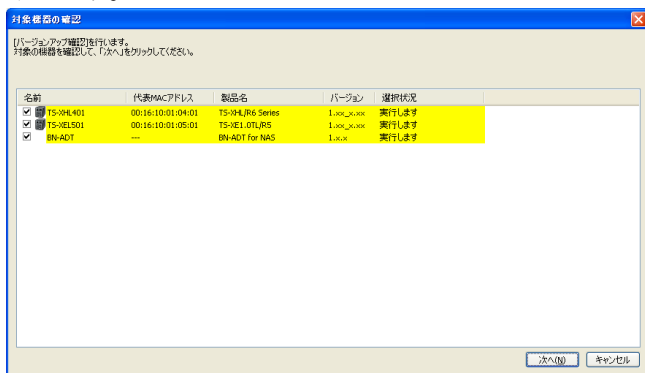 対象機器の確認
[バージョンアップ確認]を行います。
対象の機器を確認して、「次へ」をクリックしてください。
名前 代表MACアドレス 製品名 バージョン 選択状況
TS-XHL401 00:16:10:01:04:01 TS-XHL/R6 Series 1.xx_x.xx 実行します
TS-XEL501 00:16:10:01:05:01 TS-XE1.0TL/R5 1.xx_x.xx 実行します
BN-ADT --- BN-ADT for NAS 1.x.x 実行します
次へ(N) キャンセル